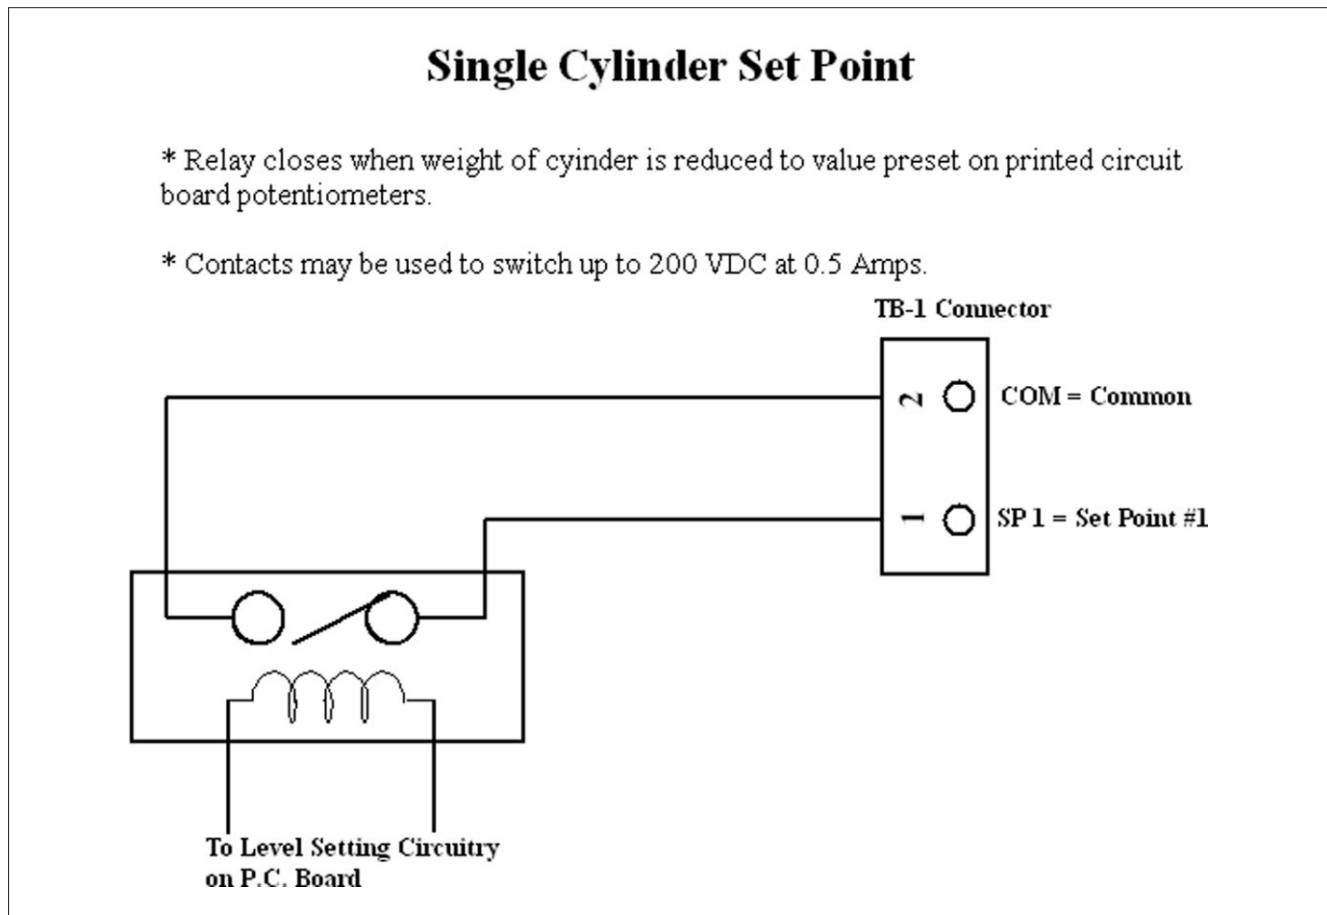 Single Cylinder Set Point
* Relay closes when weight of cyinder is reduced to value preset on printed circuit
board potentiometers.
* Contacts may be used to switch up to 200 VDC at 0.5 Amps.
TB-1 Connector
2
COM = Common
1
SP 1 = Set Point #1
To Level Setting Circuitry
on P.C. Board